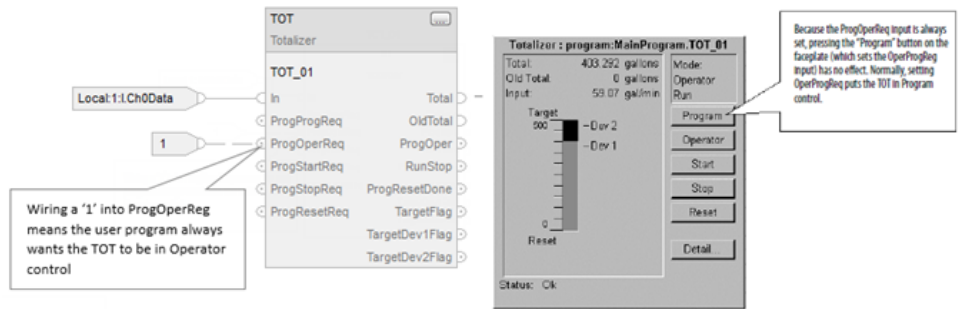 TOT
...
Totalizer
TOT_01
Local:1:I.Ch0Data
In
Total
ProgProgReq
OldTotal
1
ProgOperReq
ProgOper
ProgStartReq
RunStop
ProgStopReq
ProgResetDone
ProgResetReq
TargetFlag
TargetDev1Flag
TargetDev2Flag
Wiring a ‘1’ into ProgOperReg
means the user program always
wants the TOT to be in Operator
control
Totalizer : program:MainProgram.TOT_01
Total: 403.292 gallons
Old Total: 0 gallons
Input: 59.07 gal/min
Mode:
Operator
Run
Target
500
Dev 2
Dev 1
0
Reset
Program
Operator
Start
Stop
Reset
Detail...
Status: Ok
Because the ProgOperReq input is always
set, pressing the "Program" button on the
faceplate (which sets the OperProgReq
input) has no effect. Normally, setting
OperProgReq puts the TOT in Program
control.